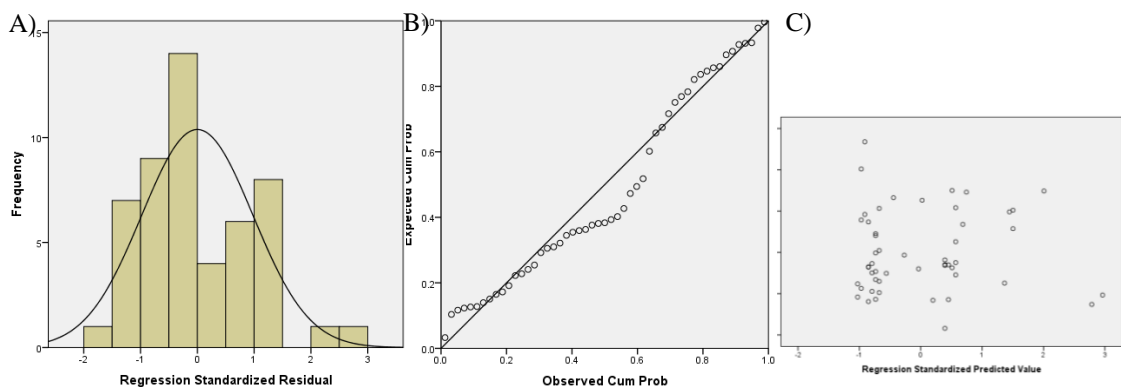 A)
15
10
5
0
Frequency
-2 -1 0 1 2 3
Regression Standardized Residual
B)
1.0
0.8
0.6
0.4
0.2
0.0
Expected Cum Prob
0.0 0.2 0.4 0.6 0.8 1.0
Observed Cum Prob
C)
-2 -1 0 1 2 3
Regression Standardized Predicted Value